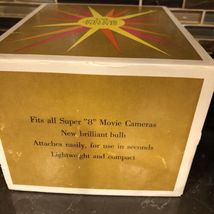 Fits all Super "8" Movie Cameras
New brilliant bulb
Attaches easily, for use in seconds
Lightweight and compact